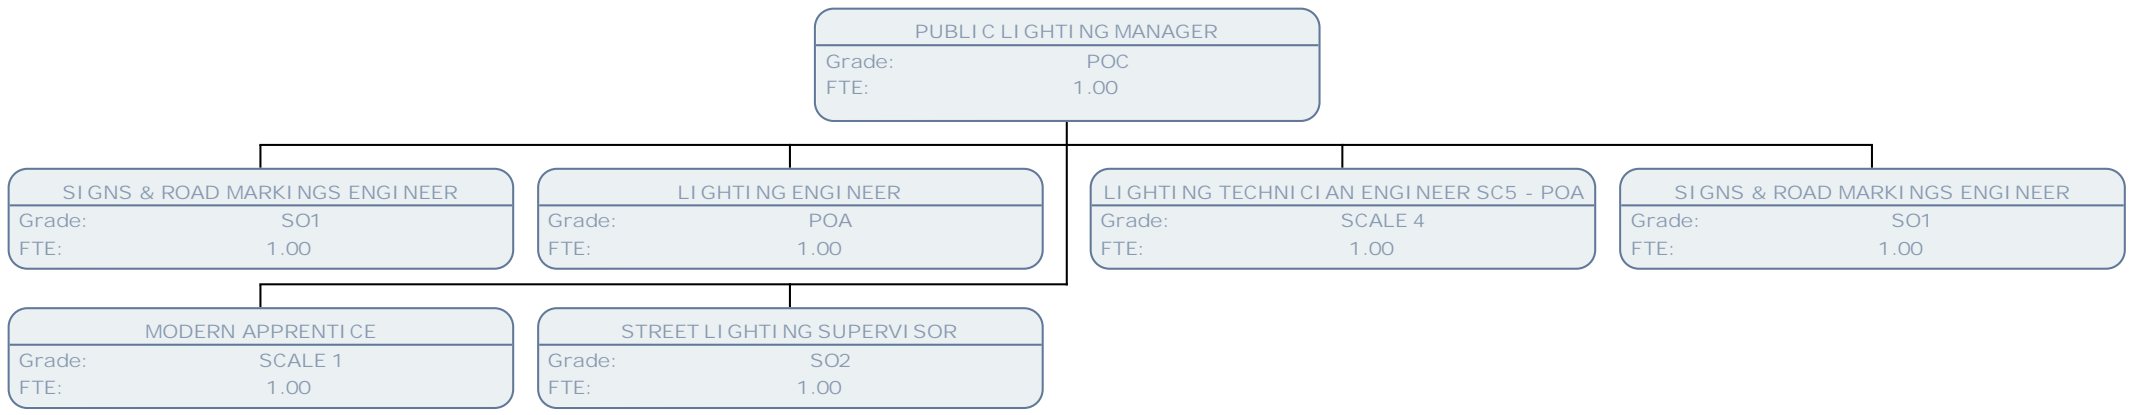 PUBLIC LIGHTING MANAGER
Grade: POC
FTE: 1.00
SIGNS & ROAD MARKINGS ENGINEER
Grade: SO1
FTE: 1.00
LIGHTING ENGINEER
Grade: POA
FTE: 1.00
LIGHTING TECHNICIAN ENGINEER SC5 - POA
Grade: SCALE 4
FTE: 1.00
SIGNS & ROAD MARKINGS ENGINEER
Grade: SO1
FTE: 1.00
MODERN APPRENTICE
Grade: SCALE 1
FTE: 1.00
STREET LIGHTING SUPERVISOR
Grade: SO2
FTE: 1.00